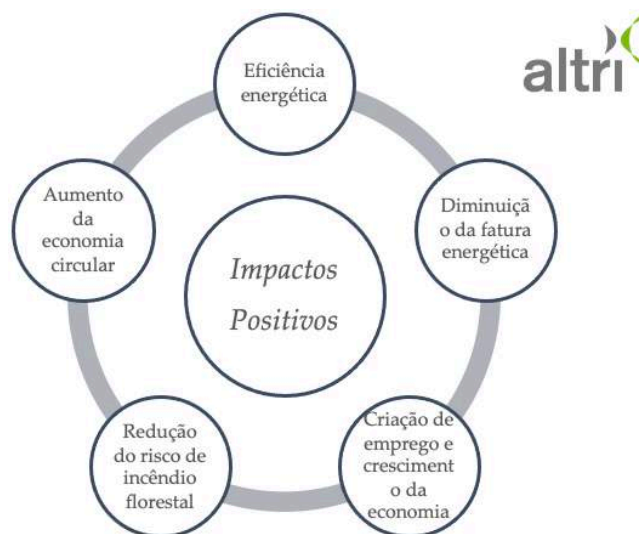 Eficiência
energética
altri
Aumento
da
economia
circular
Diminuiçã
o da fatura
energética
Impactos
Positivos
Redução
do risco de
incêndio
florestal
Criação de
emprego e
cresciment
o da
economia